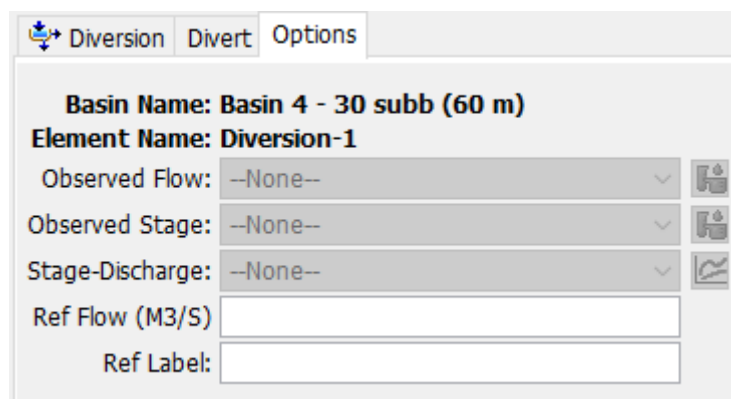 Diversion Divert Options
Basin Name: Basin 4 - 30 subb (60 m)
Element Name: Diversion-1
Observed Flow: --None--
Observed Stage: --None--
Stage-Discharge: --None--
Ref Flow (M3/S)
Ref Label: